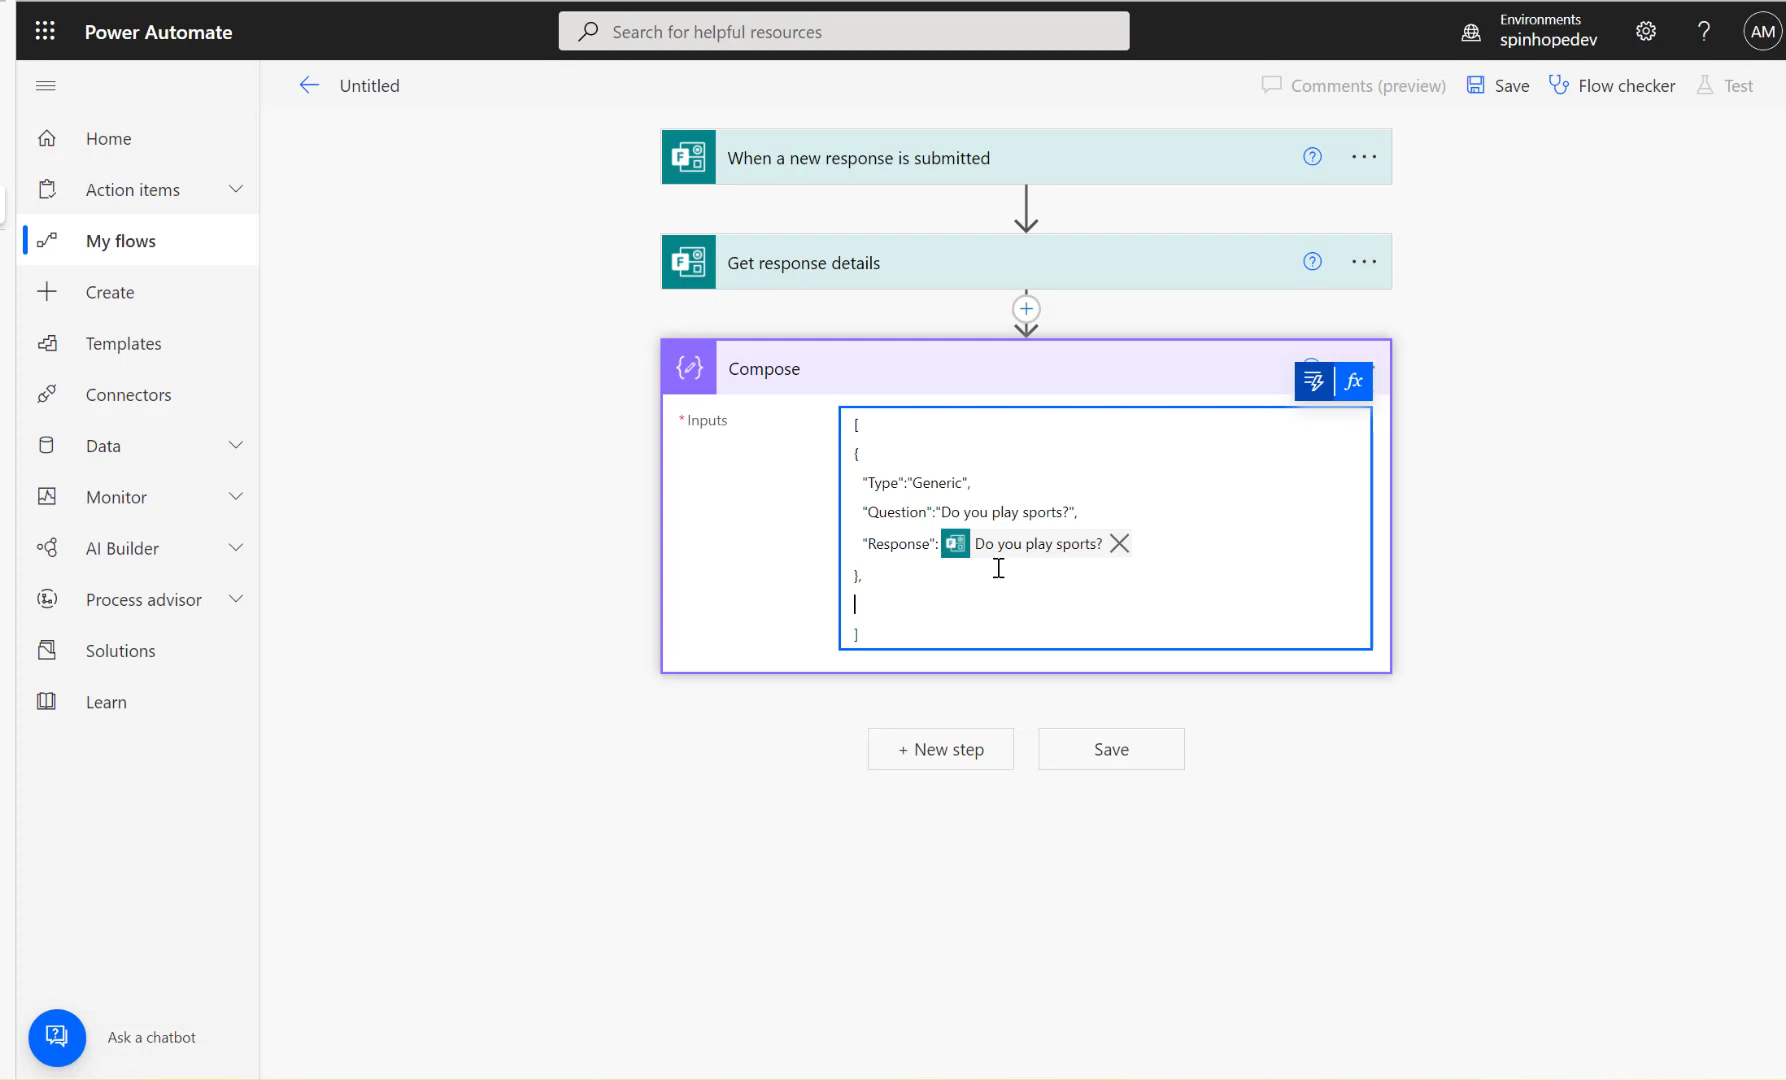 Power Automate
Search for helpful resources
Environments
spinhopedev
?
AM
Untitled
Comments (preview)
Save
Flow checker
Test
Home
Action items
My flows
Create
Templates
Connectors
Data
Monitor
AI Builder
Process advisor
Solutions
Learn
Ask a chatbot
When a new response is submitted
Get response details
Compose
fx
* Inputs
[
{
"Type":"Generic",
"Question":"Do you play sports?",
"Response": Do you play sports?
},
]
+ New step
Save